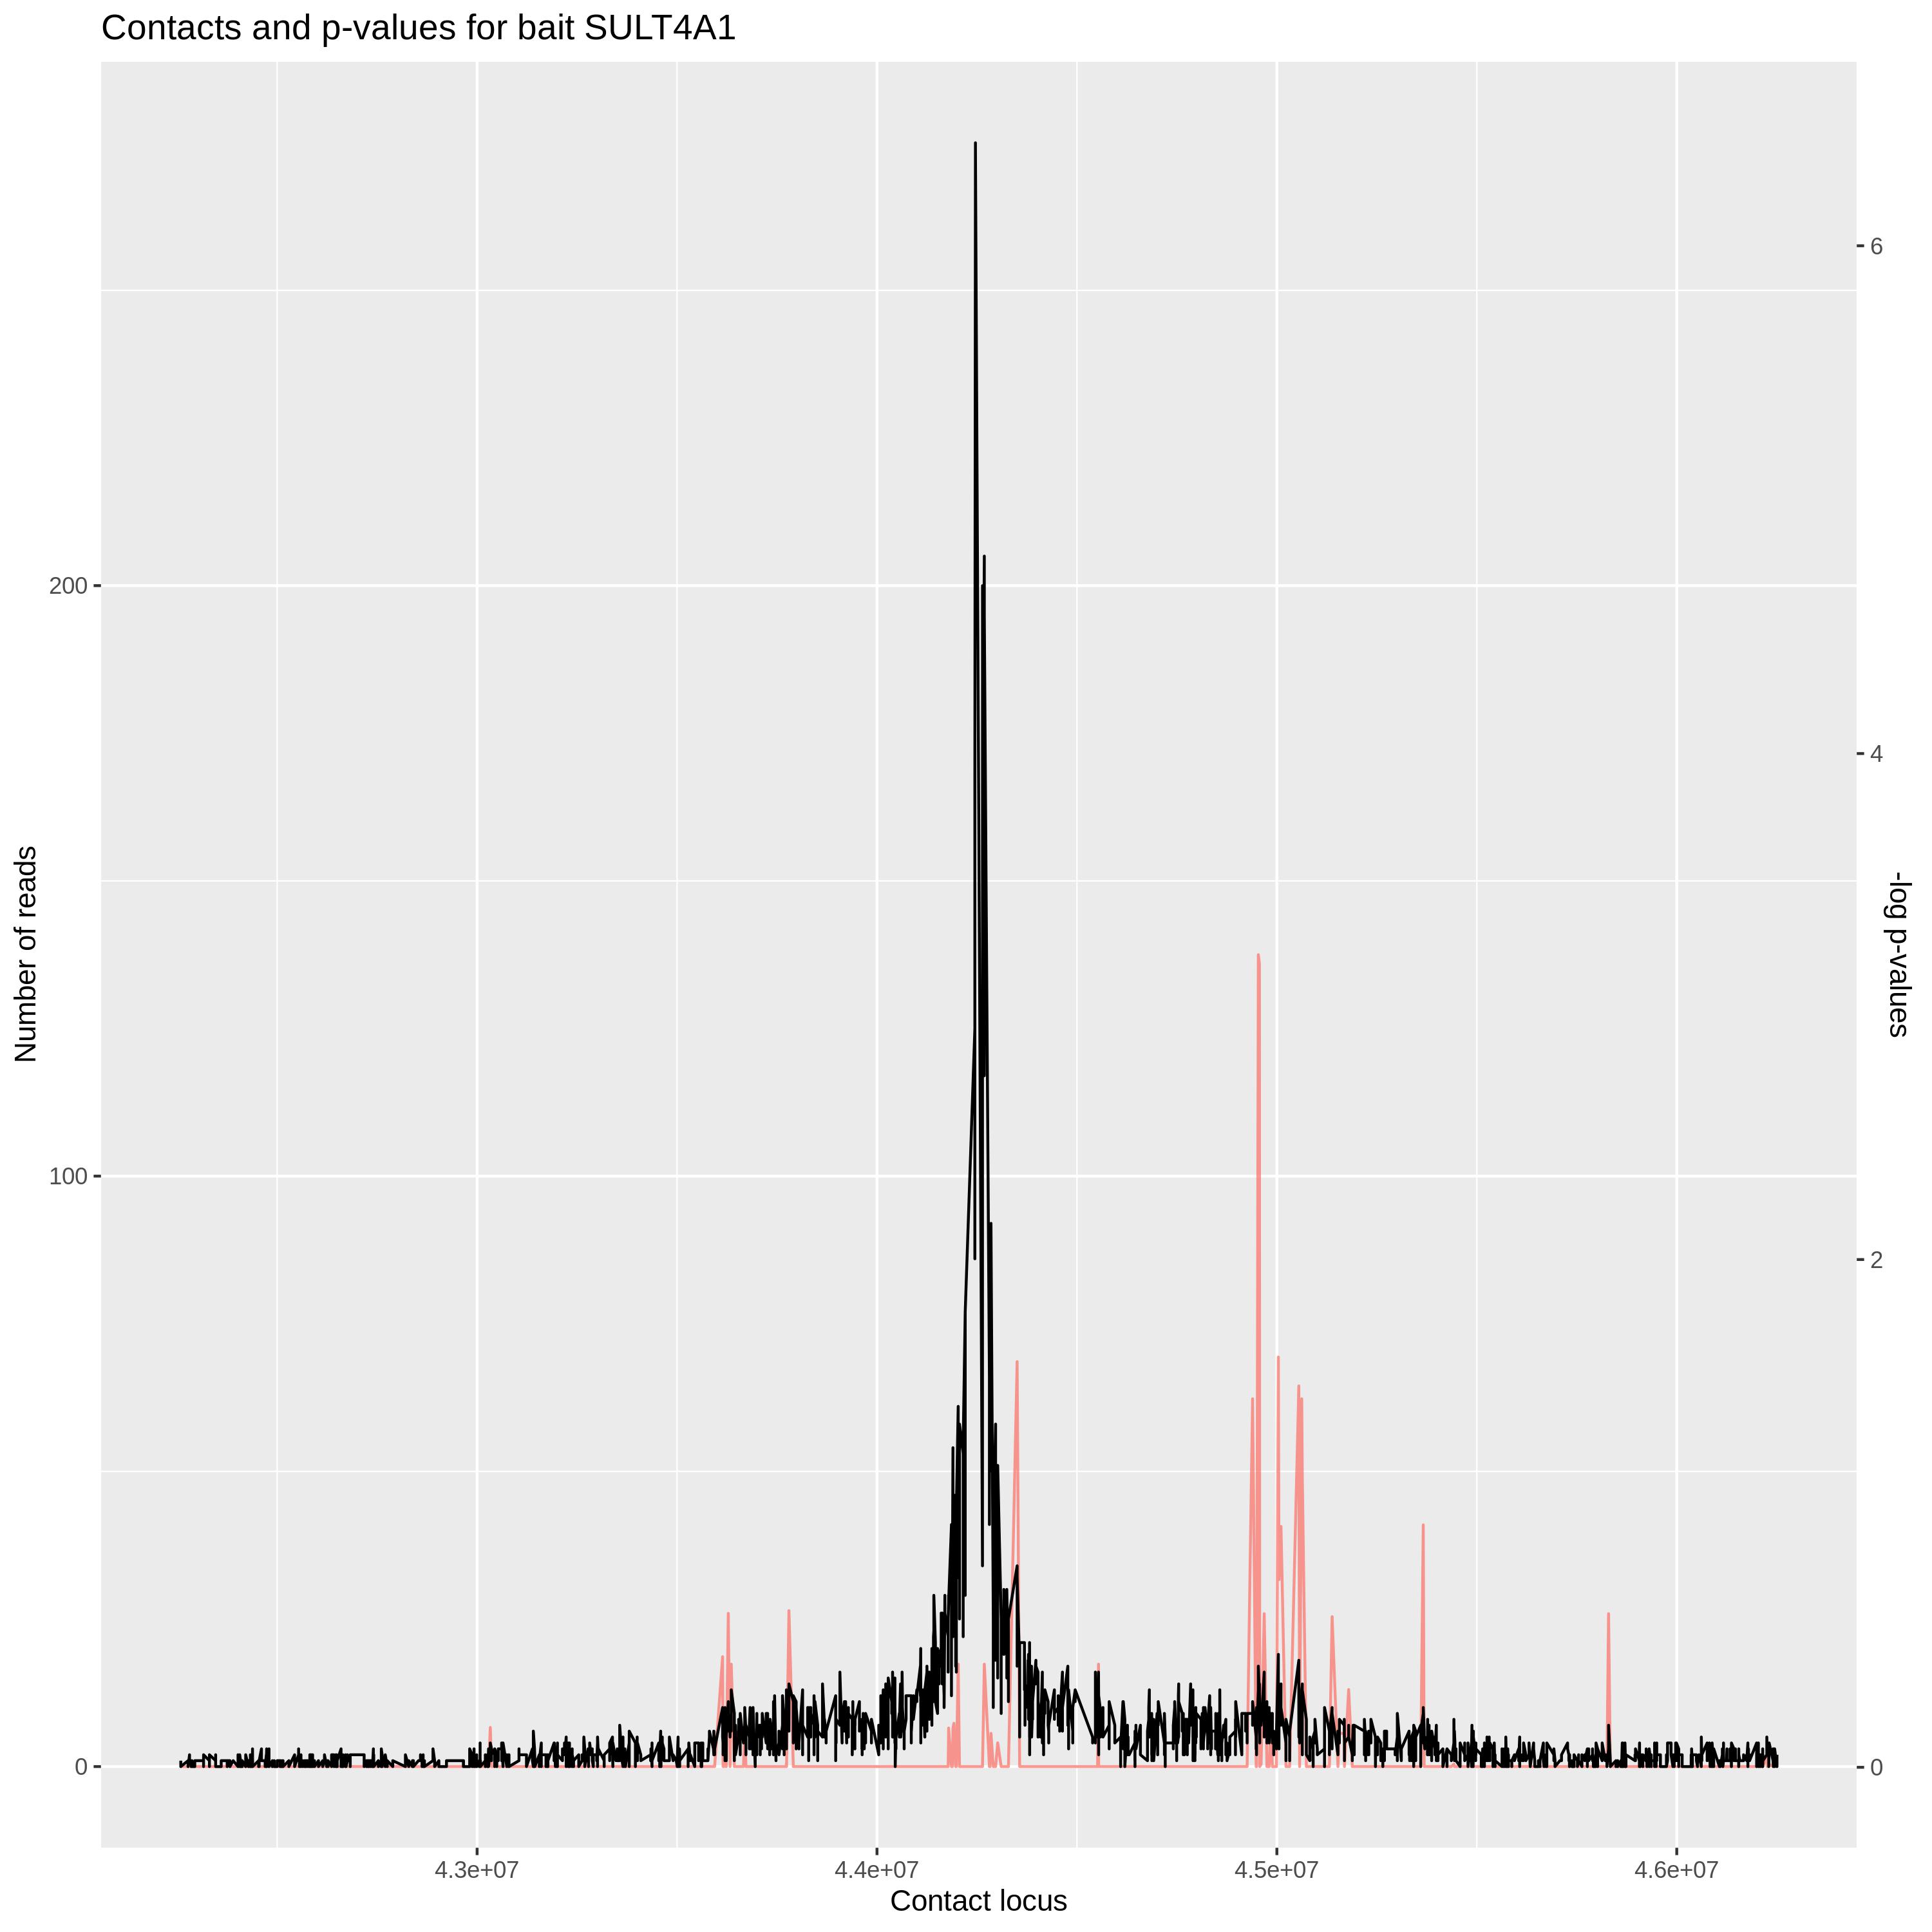 Contacts and p-values for bait SULT4A1
Number of reads
200
100
0
6
4
2
0
-log p-values
4.3e+07
4.4e+07
4.5e+07
4.6e+07
Contact locus